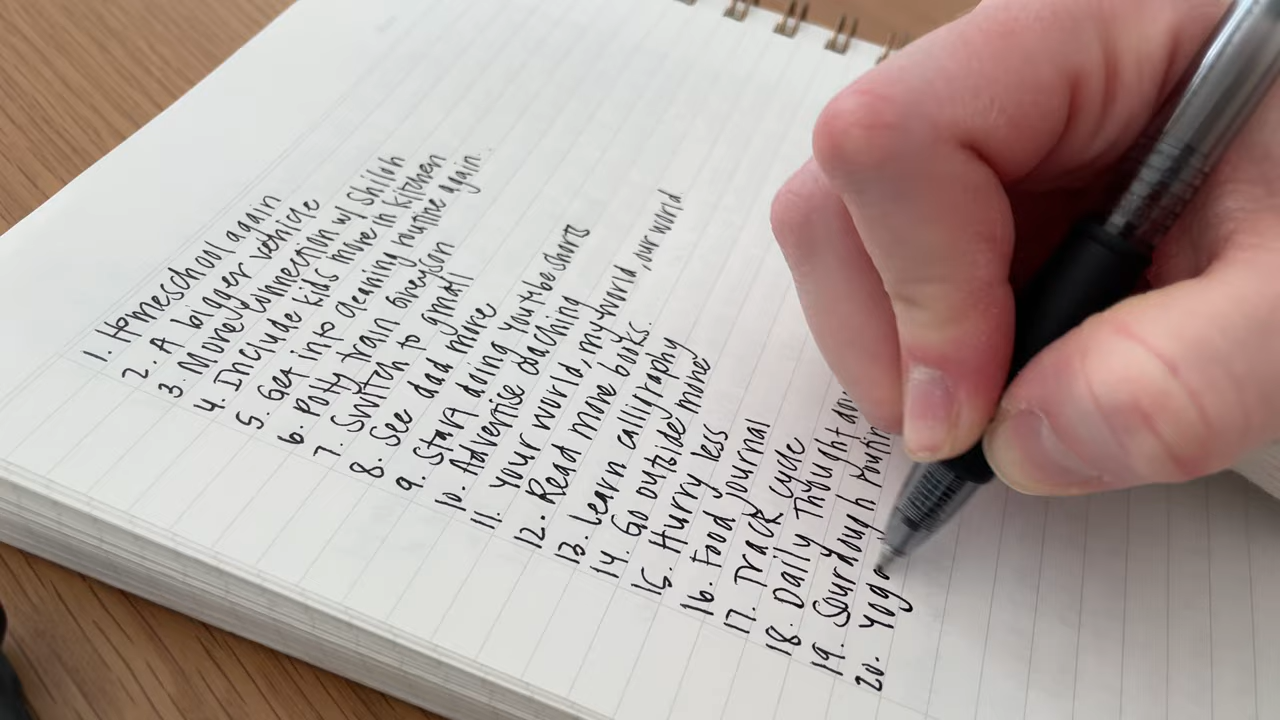 1. Homeschool again
2. A bigger vehicle
3. More connection w/ Shiloh
4. Include kids more in kitchen
5. Get into cleaning routine again..
6. Potty train Greyson
7. Switch to gmail
8. See dad more
9. Start doing YouTube shorts
10. Advertise coaching
11. your world, my world, our world
12. Read more books.
13. Learn calligraphy
14. Go outside more
15. Hurry less
16. Food journal
17. Track cycle
18. Daily Thought
19. Sourdough routin
20. Yoga